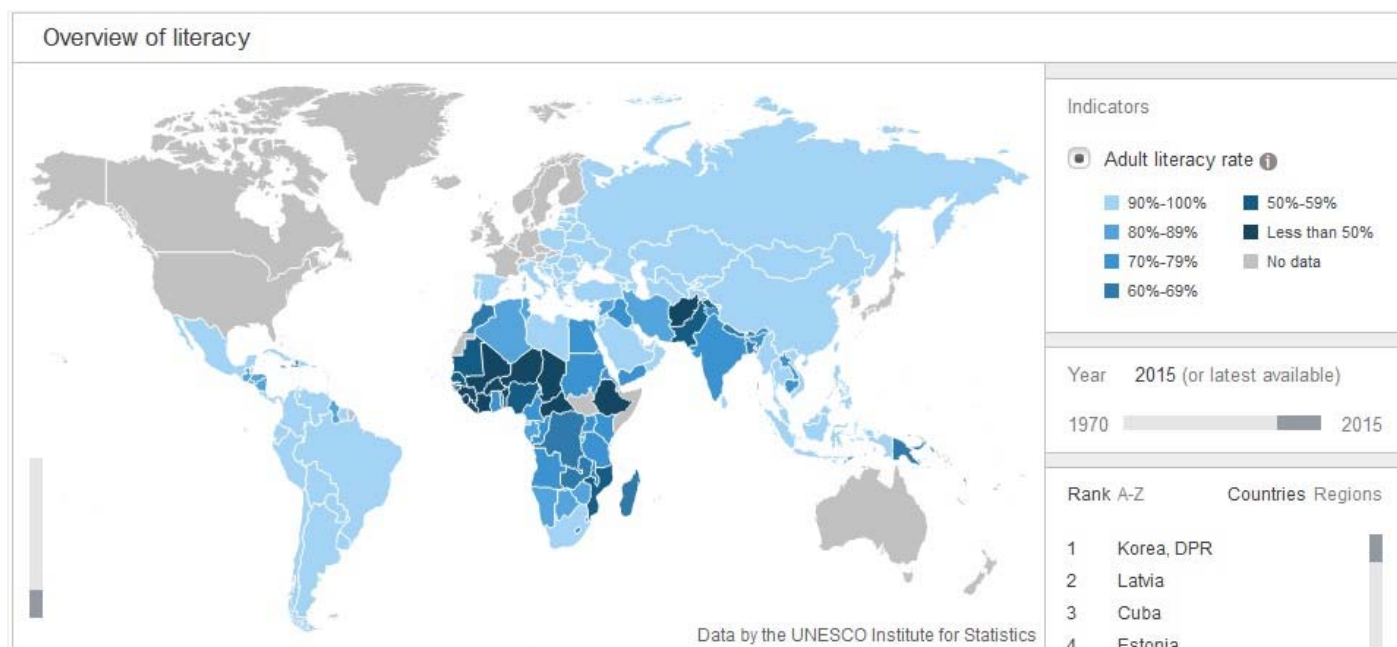 Overview of literacy
Indicators
Adult literacy rate
90%-100%
80%-89%
70%-79%
60%-69%
50%-59%
Less than 50%
No data
Year 2015 (or latest available)
1970 2015
Rank A-Z Countries Regions
1 Korea, DPR
2 Latvia
3 Cuba
4 Estonia
Data by the UNESCO Institute for Statistics